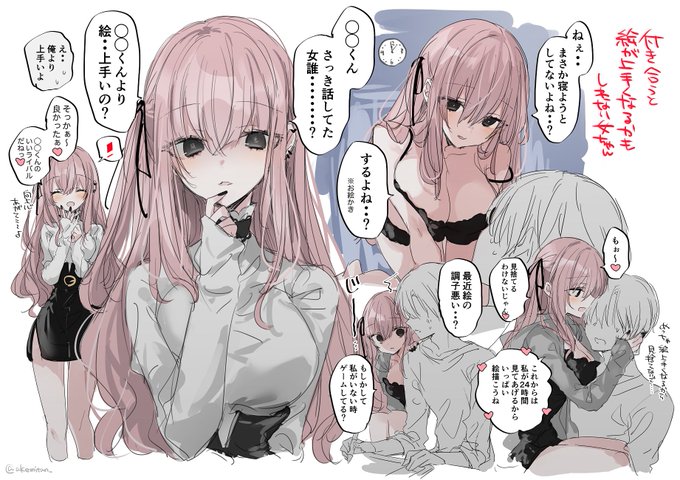 付き合うと
絵が上手くなるかも
しれない女ちゃん
◯◯くん
さっき話してた
女誰‥‥‥‥?
◯◯くんより
絵‥上手いの?
え‥
俺より
上手いよ
そっかぁ〜
良かったぁ♥
◯◯くんの
いいライバル
だね♥
!
ねぇ‥
まさか寝ようと
してないよね‥?
するよね‥?
※お絵かき
最近絵の
調子悪い‥?
もしかして
私がいない時
ゲームしてる?
もぉ〜♥
見捨てる
わけないじゃん
これからは
私が24時間
見てあげるから
いっぱい
絵描こうね
@akemitan_